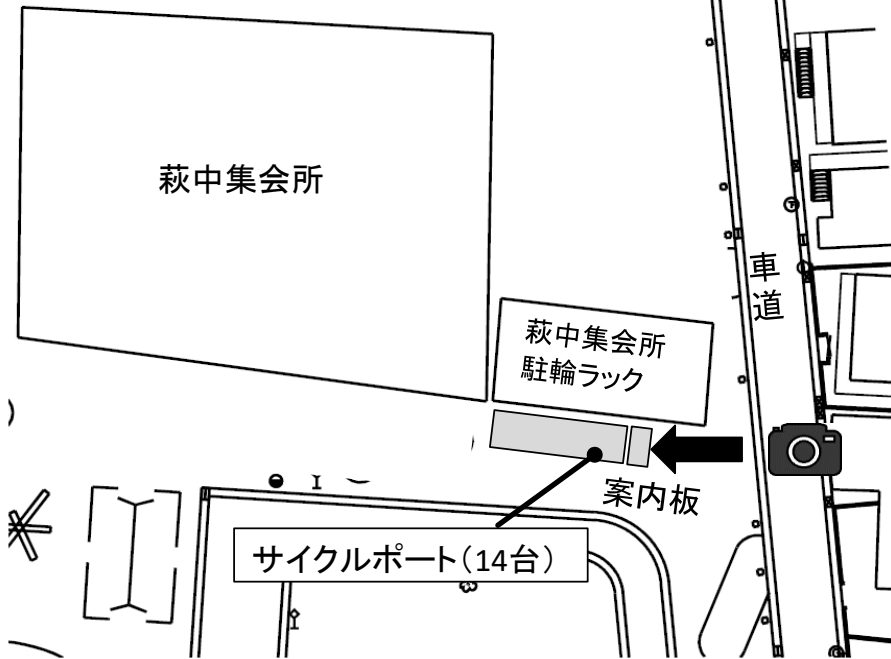 萩中集会所
車道
萩中集会所
駐輪ラック
案内板
サイクルポート（14台）